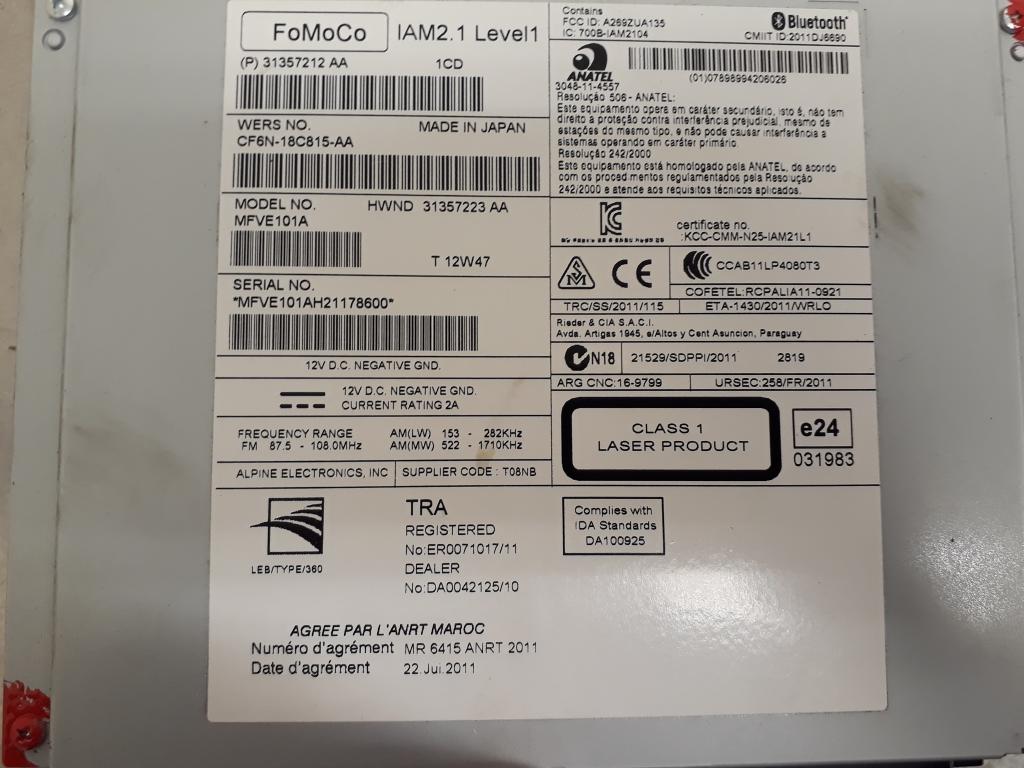 FoMoCo IAM2.1 Level1
(P) 31357212 AA 1CD
WERS NO. MADE IN JAPAN
CF6N-18C815-AA
MODEL NO. HWND 31357223 AA
MFVE101A
T 12W47
SERIAL NO.
*MFVE101AH21178600*
12V D.C. NEGATIVE GND.
12V D.C. NEGATIVE GND.
CURRENT RATING 2A
FREQUENCY RANGE AM(LW) 153 - 282KHz
FM 87.5 - 108.0MHz AM(MW) 522 - 1710KHz
ALPINE ELECTRONICS, INC SUPPLIER CODE : T08NB
Contains
FCC ID: A269ZUA135
IC: 700B-IAM2104
Bluetooth
CMIIT ID:2011DJ6690
ANATEL
3048-11-4557
(01)07898994206026
Resolução 506 - ANATEL:
Este equipamento opera em caráter secundário, isto é, não tem
direito a proteção contra interferência prejudicial, mesmo de
estações do mesmo tipo, e não pode causar interferência a
sistemas operando em caráter primário.
Resolução 242/2000
Este equipamento está homologado pela ANATEL, de acordo
com os procedimentos regulamentados pela Resolução
242/2000 e atende aos requisitos técnicos aplicados.
certificate no.
:KCC-CMM-N25-IAM21L1
CE CCAB11LP4080T3
COFETEL:RCPALIA11-0921
TRC/SS/2011/115 ETA-1430/2011/WRLO
Rieder & CIA S.A.C.I.
Avda. Artigas 1945, e/Altos y Cent Asuncion, Paraguay
N18 21529/SDPPI/2011 2819
ARG CNC:16-9799 URSEC:258/FR/2011
CLASS 1
LASER PRODUCT
e24
031983
LEB/TYPE/360
TRA
REGISTERED
No:ER0071017/11
DEALER
No:DA0042125/10
Complies with
IDA Standards
DA100925
AGREE PAR L'ANRT MAROC
Numéro d'agrément MR 6415 ANRT 2011
Date d'agrément 22.Jui.2011